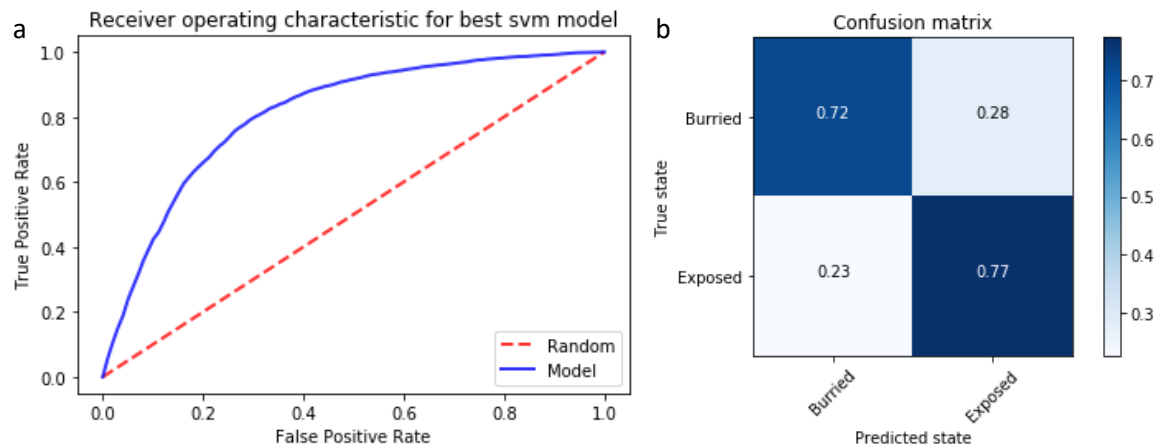 a
Receiver operating characteristic for best svm model
True Positive Rate
1.0
0.8
0.6
0.4
0.2
0.0
0.0 0.2 0.4 0.6 0.8 1.0
False Positive Rate
Random
Model
b
Confusion matrix
True state
Burried
Exposed
0.72 0.28
0.23 0.77
Burried Exposed
Predicted state
0.7
0.6
0.5
0.4
0.3